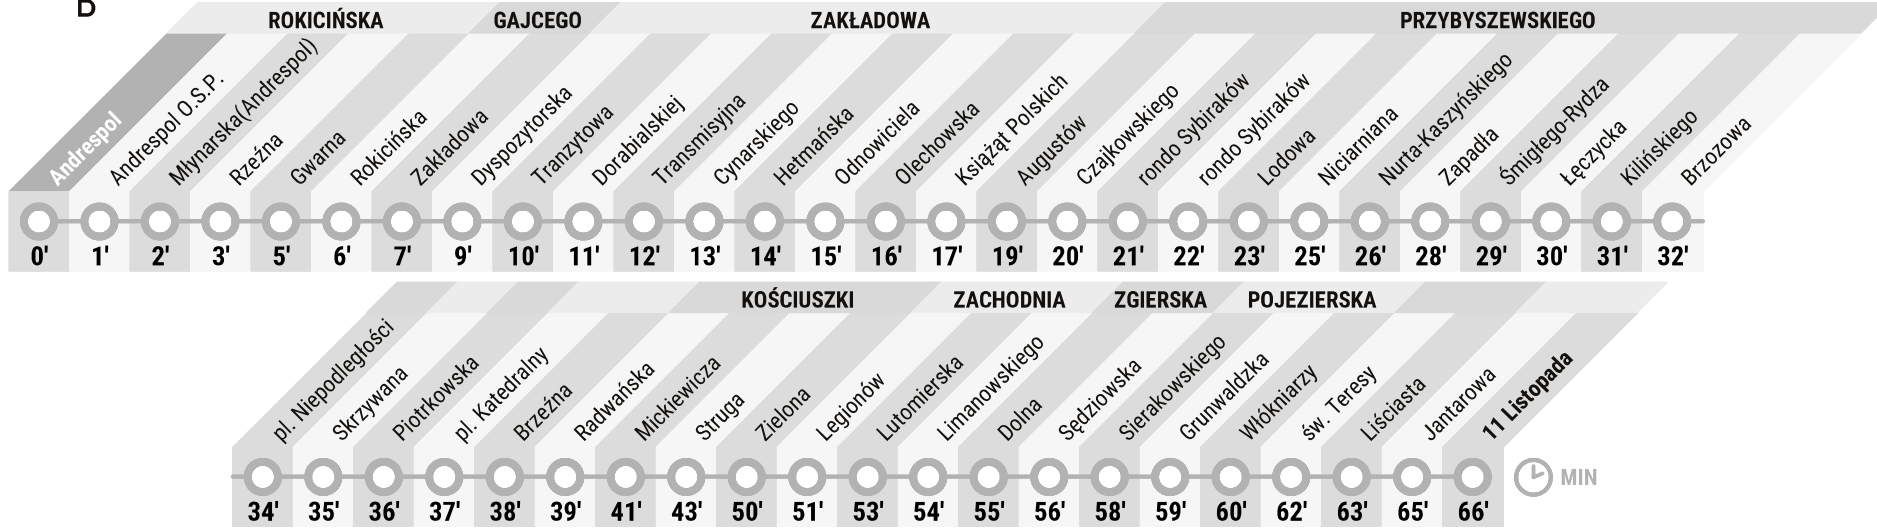 ROKICIŃSKA GAJCEGO ZAKŁADOWA PRZYBYSZEWSKIEGO
Andrespol
Andrespol O.S.P.
Młynarska(Andrespol)
Rzeźna
Gwarna
Rokicińska
Zakładowa
Dyspozytorska
Tranzytowa
Dorabialskiej
Transmisyjna
Cynarskiego
Hetmańska
Odnowiciela
Olechowska
Książąt Polskich
Augustów
Czajkowskiego
rondo Sybiraków
rondo Sybiraków
Lodowa
Niciarniana
Nurta-Kaszyńskiego
Zapadła
Śmigłego-Rydza
Łęczycka
Kilińskiego
Brzozowa
0' 1' 2' 3' 5' 6' 7' 9' 10' 11' 12' 13' 14' 15' 16' 17' 19' 20' 21' 22' 23' 25' 26' 28' 29' 30' 31' 32'
KOŚCIUSZKI ZACHODNIA ZGIERSKA POJEZIERSKA
pl. Niepodległości
Skrzywana
Piotrkowska
pl. Katedralny
Brzeźna
Radwańska
Mickiewicza
Struga
Zielona
Legionów
Lutomierska
Limanowskiego
Dolna
Sędziowska
Sierakowskiego
Grunwaldzka
Włókniarzy
św. Teresy
Liściasta
Jantarowa
11 Listopada
34' 35' 36' 37' 38' 39' 41' 43' 50' 51' 53' 54' 55' 56' 58' 59' 60' 62' 63' 65' 66'
MIN